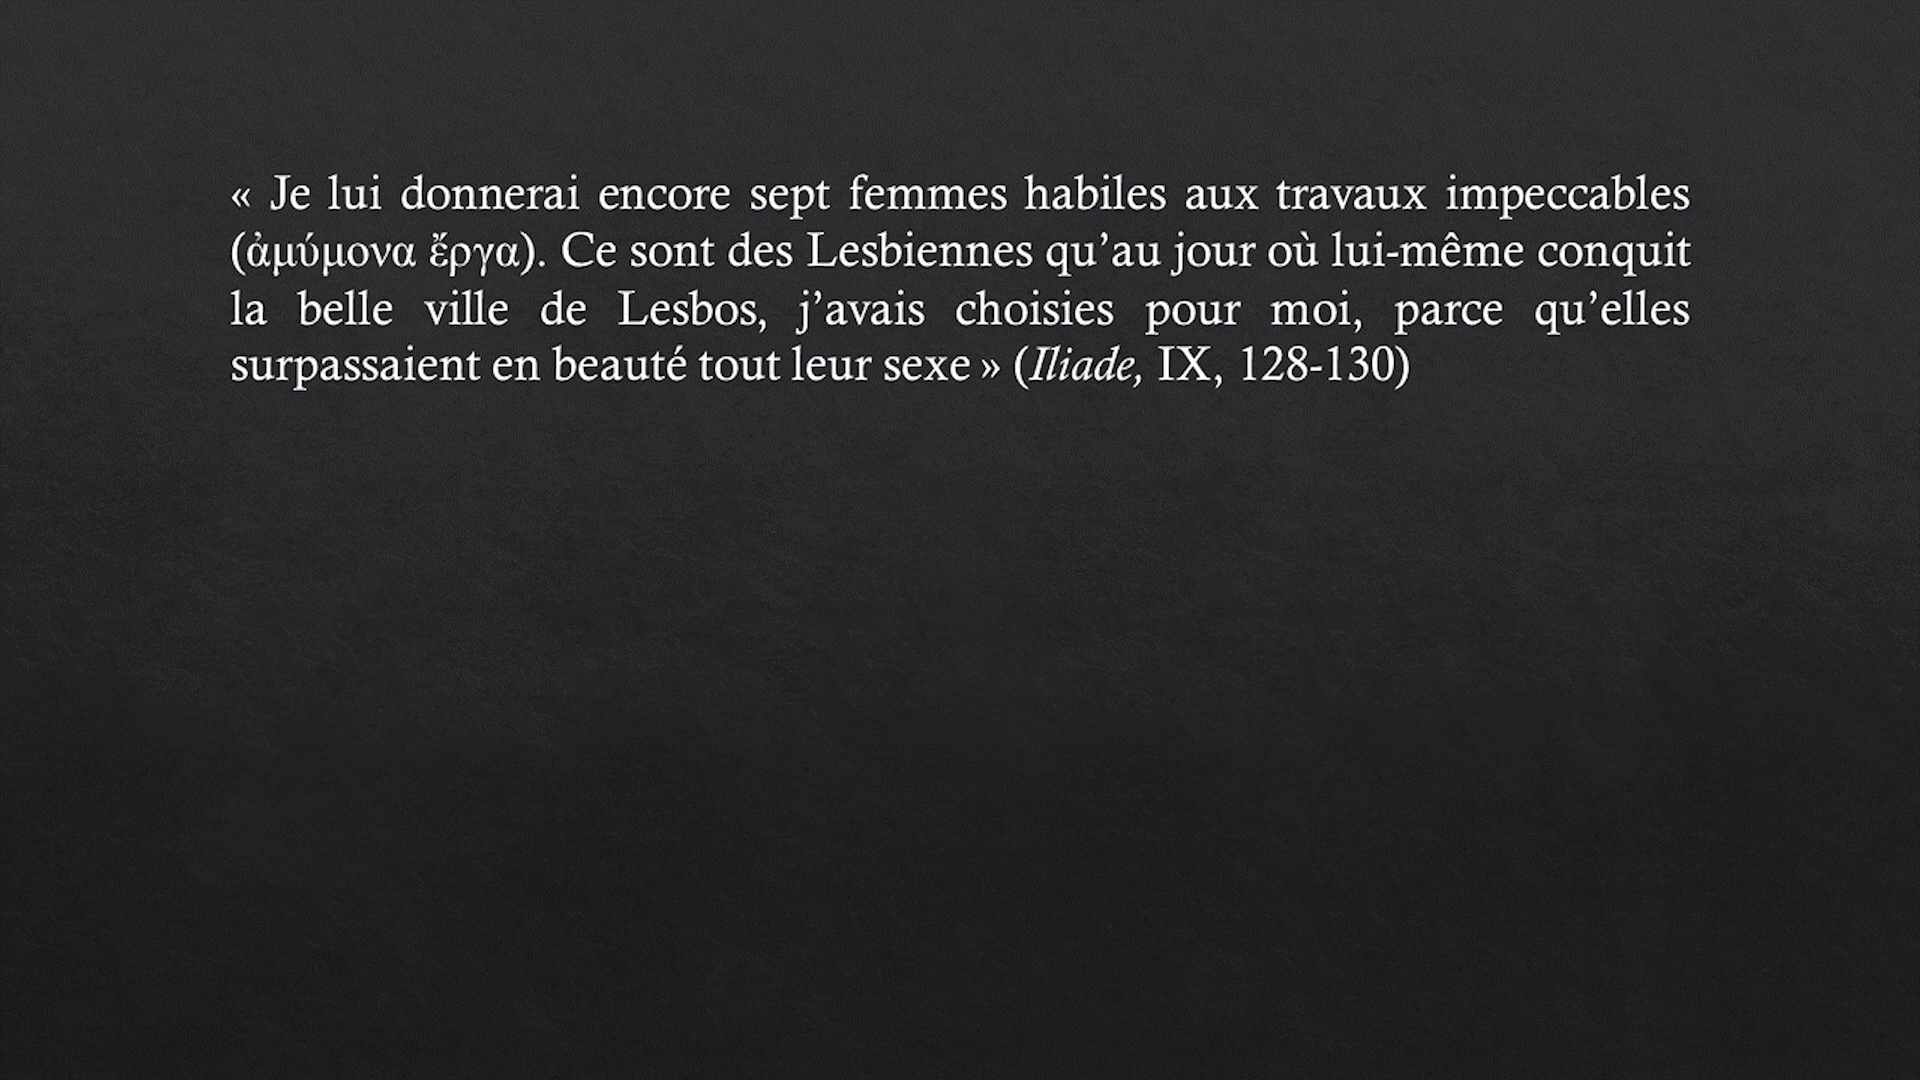 « Je lui donnerai encore sept femmes habiles aux travaux impeccables
(ἀμύμονα ἔργα). Ce sont des Lesbiennes qu’au jour où lui-même conquit
la belle ville de Lesbos, j’avais choisies pour moi, parce qu’elles
surpassaient en beauté tout leur sexe » (Iliade, IX, 128-130)